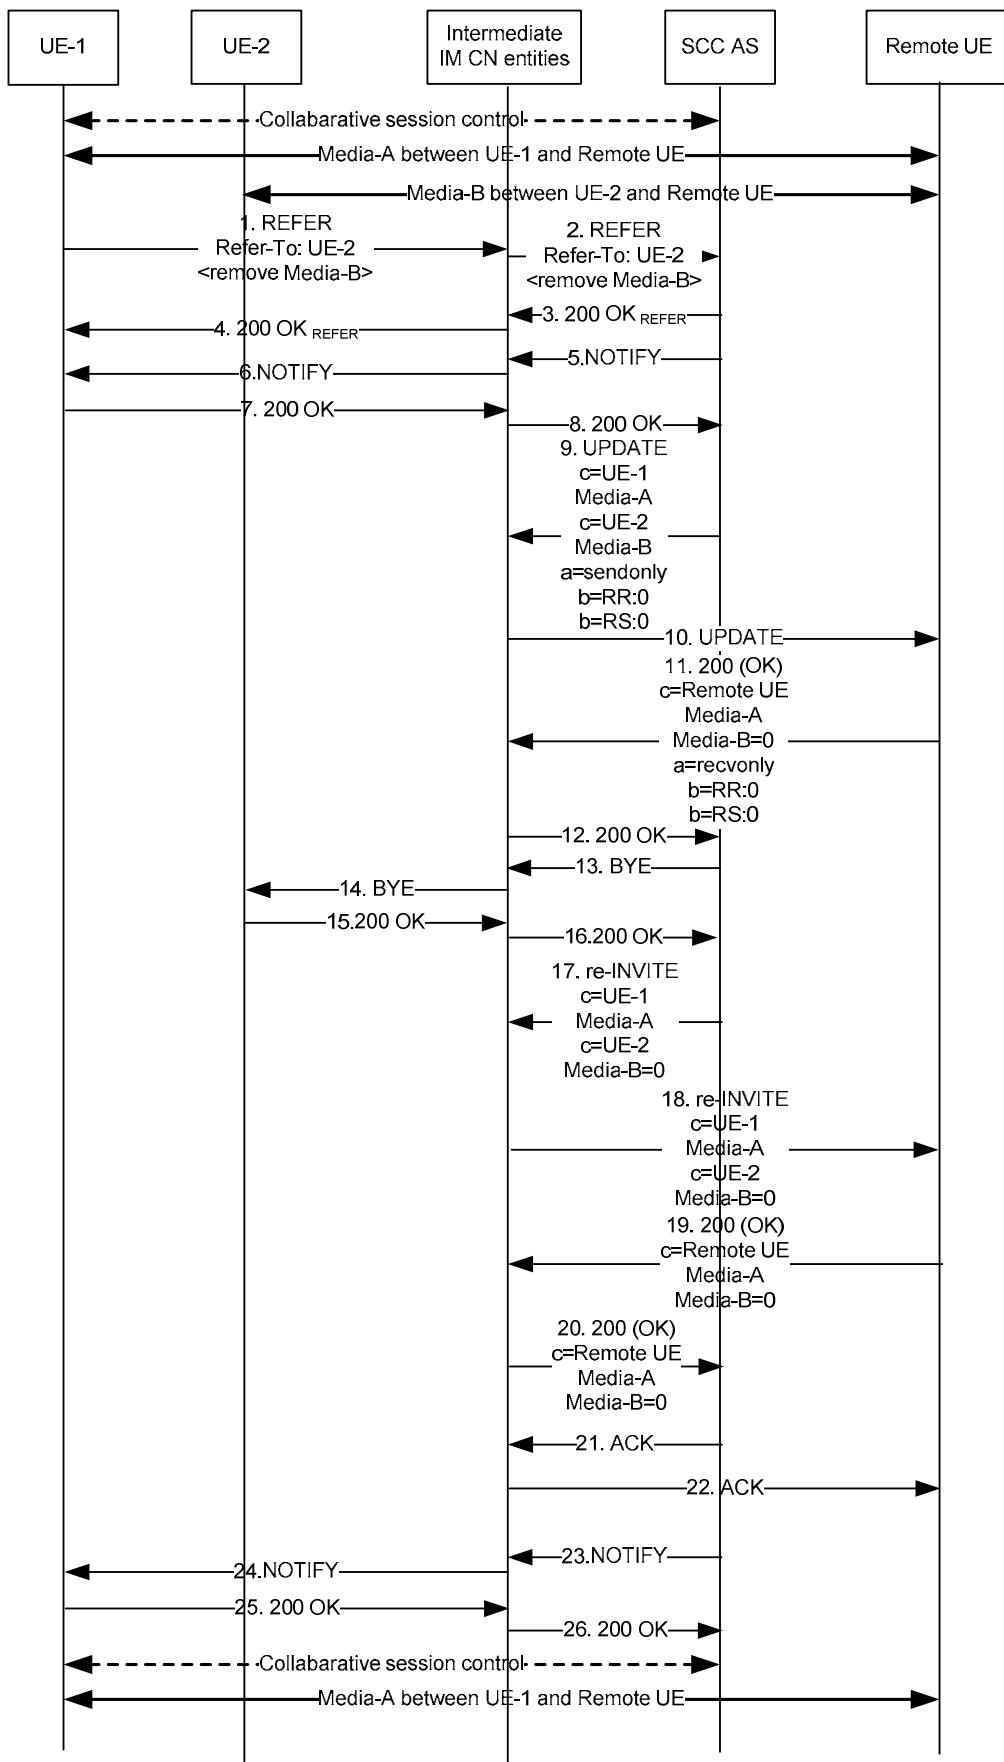 UE-1
UE-2
Intermediate
IM CN entities
SCC AS
Remote UE
Collabarative session control
Media-A between UE-1 and Remote UE
Media-B between UE-2 and Remote UE
1. REFER
Refer-To: UE-2
<remove Media-B>
2. REFER
Refer-To: UE-2
<remove Media-B>
3. 200 OK REFER
4. 200 OK REFER
5.NOTIFY
6.NOTIFY
7. 200 OK
8. 200 OK
9. UPDATE
c=UE-1
Media-A
c=UE-2
Media-B
a=sendonly
b=RR:0
b=RS:0
10. UPDATE
11. 200 (OK)
c=Remote UE
Media-A
Media-B=0
a=recvonly
b=RR:0
b=RS:0
12. 200 OK
13. BYE
14. BYE
15.200 OK
16.200 OK
17. re-INVITE
c=UE-1
Media-A
c=UE-2
Media-B=0
18. re-INVITE
c=UE-1
Media-A
c=UE-2
Media-B=0
19. 200 (OK)
c=Remote UE
Media-A
Media-B=0
20. 200 (OK)
c=Remote UE
Media-A
Media-B=0
21. ACK
22. ACK
23.NOTIFY
24.NOTIFY
25. 200 OK
26. 200 OK
Collabarative session control
Media-A between UE-1 and Remote UE